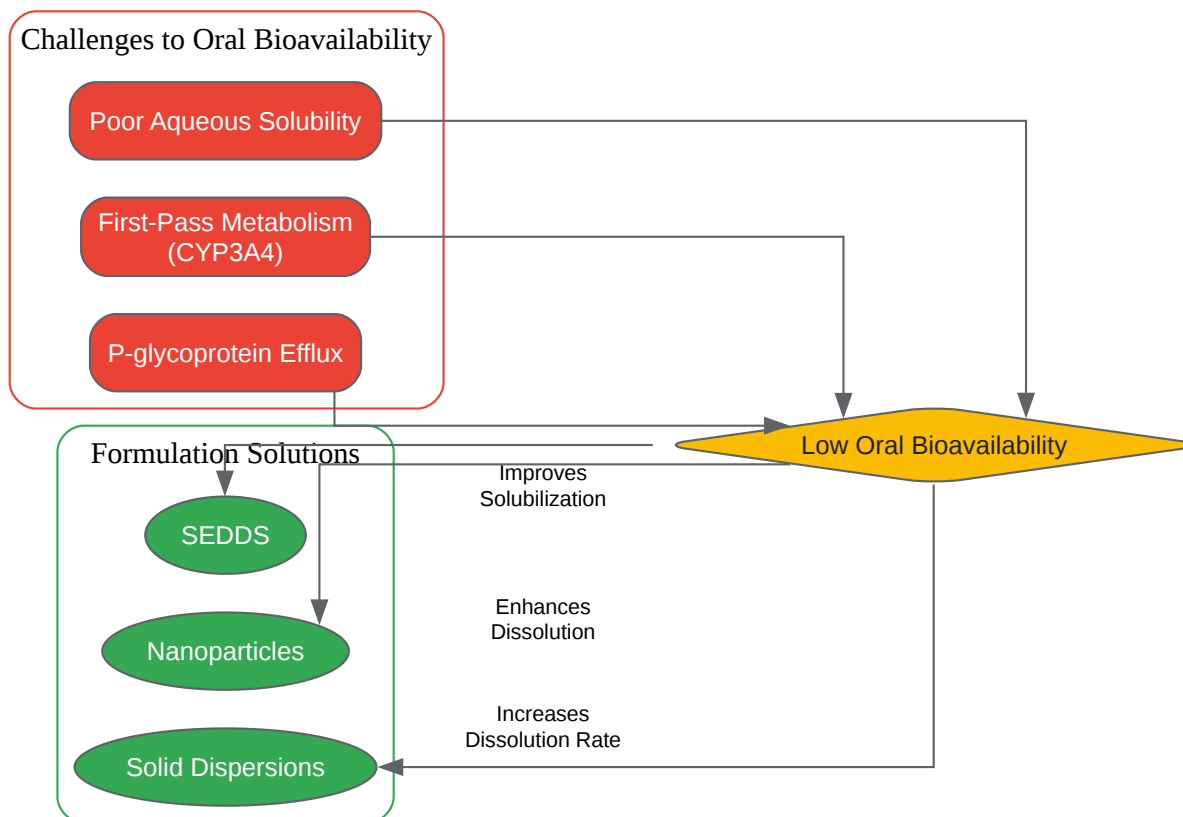 Challenges to Oral Bioavailability
Poor Aqueous Solubility
First-Pass Metabolism
(CYP3A4)
P-glycoprotein Efflux
Low Oral Bioavailability
Formulation Solutions
Improves
Solubilization
SEDDS
Enhances
Dissolution
Nanoparticles
Increases
Dissolution Rate
Solid Dispersions